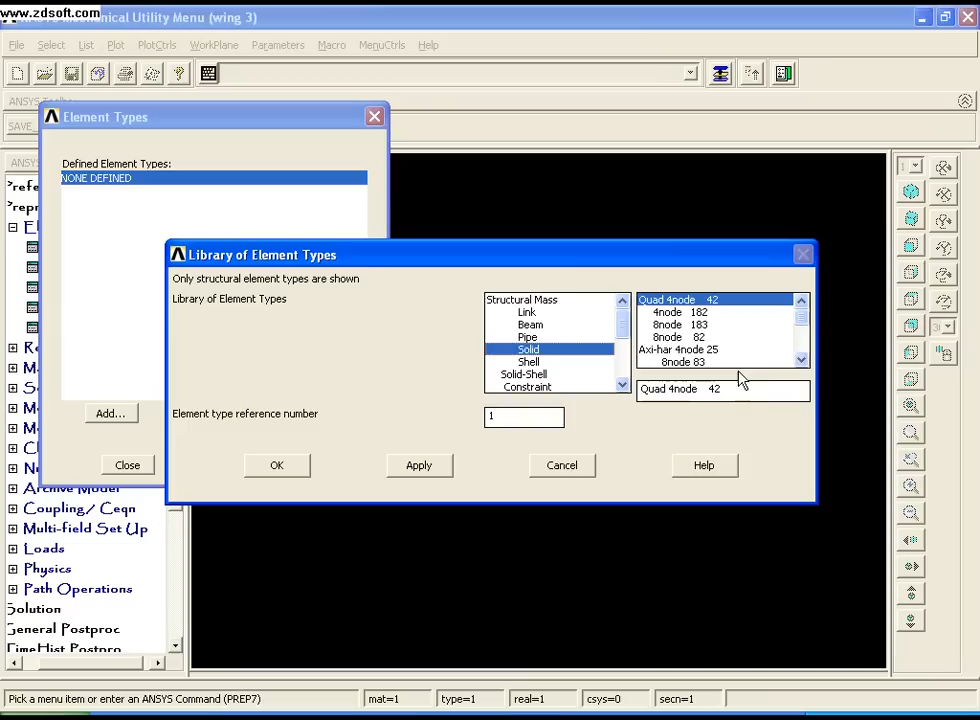 www.zdsoft.com
Mechanical Utility Menu (wing 3)
File Select List Plot PlotCtrls WorkPlane Parameters Macro MenuCtrls Help
ANSYS
SAVE_
Element Types
ANSYS
Defined Element Types:
NONE DEFINED
1
Library of Element Types
Only structural element types are shown
Library of Element Types
Structural Mass
Link
Beam
Pipe
Solid
Shell
Solid-Shell
Constraint
Quad 4node 42
4node 182
8node 183
8node 82
Axi-har 4node 25
8node 83
Quad 4node 42
Element type reference number
1
Add...
Close
OK
Apply
Cancel
Help
Archive Model
Coupling/ Ceqn
Multi-field Set Up
Loads
Physics
Path Operations
Solution
General Postproc
TimeHist Postpro
Pick a menu item or enter an ANSYS Command (PREP7)
mat=1
type=1
real=1
csys=0
secn=1